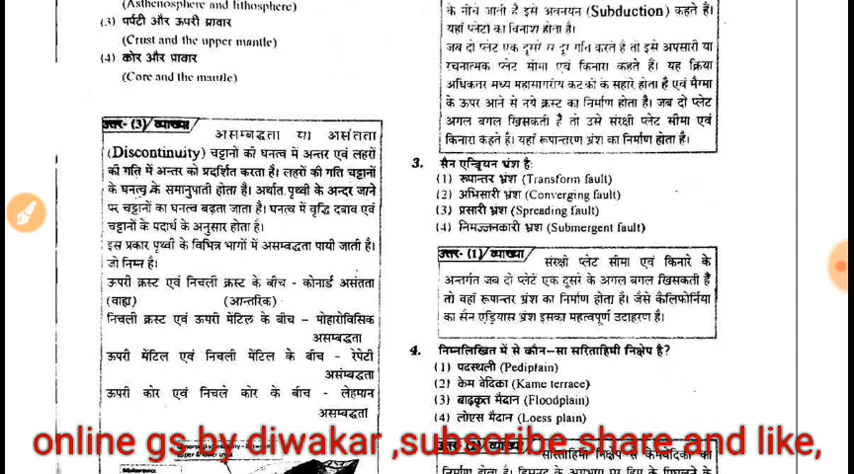 (Asthenosphere and lithosphere)
(3) पर्पटी और ऊपरी प्रावार
(Crust and the upper mantle)
(4) कोर और प्रावार
(Core and the mantle)
उत्तर- (3)/ व्याख्या
असम्बद्धता या असंतता
(Discontinuity) चट्टानों की घनत्व में अन्तर एवं लहरों
की गति में अन्तर को प्रदर्शित करता है। लहरों की गति चट्टानों
के घनत्व के समानुपाती होता है। अर्थात पृथ्वी के अन्दर जाने
पर चट्टानों का घनत्व बढ़ता जाता है। घनत्व में वृद्धि दबाव एवं
चट्टानों के पदार्थ के अनुसार होता है।
इस प्रकार पृथ्वी के विभिन्न भागों में असम्बद्धता पायी जाती है।
जो निम्न है।
ऊपरी क्रस्ट एवं निचली क्रस्ट के बीच - कोनार्ड असंतता
(वाह्य) (आन्तरिक)
निचली क्रस्ट एवं ऊपरी मेंटिल के बीच – मोहारोविसिक
असम्बद्धता
ऊपरी मेंटिल एवं निचली मेंटिल के बीच - रेपेटी
असंम्बद्धता
ऊपरी कोर एवं निचले कोर के बीच - लेहमान
असम्बद्धता
के नीचे जाती है इसे अवनयन (Subduction) कहते हैं।
यहाँ प्लेटों का विनाश होता है।
जब दो प्लेट एक दूसरे से दूर गति करते है तो इसे अपसारी या
रचनात्मक प्लेट सीमा एवं किनारा कहते हैं। यह क्रिया
अधिकतर मध्य महासागरीय कटकों के सहारे होता है एवं मैग्मा
के ऊपर आने से नये क्रस्ट का निर्माण होता है। जब दो प्लेट
अगल बगल खिसकती हैं तो उसे संरक्षी प्लेट सीमा एवं
किनारा कहते है। यहाँ रूपान्तरण भ्रंश का निर्माण होता है।
3. सैन एन्ड्रियन भ्रंश है:
(1) रूपान्तर भ्रंश (Transform fault)
(2) अभिसारी भ्रंश (Converging fault)
(3) प्रसारी भ्रंश (Spreading fault)
(4) निमज्जनकारी भ्रंश (Submergent fault)
उत्तर- (1)/ व्याख्या
संरक्षी प्लेट सीमा एवं किनारे के
अन्तर्गत जब दो प्लेटें एक दूसरे के अगल बगल खिसकती हैं
तो वहाँ रूपान्तर भ्रंश का निर्माण होता है। जैसे कैलिफोर्निया
का सैन एड्रियास भ्रंश इसका महत्वपूर्ण उदाहरण है।
4. निम्नलिखित में से कौन-सा सरिताहिमी निक्षेप है?
(1) पदस्थली (Pediplain)
(2) केम वेदिका (Kame terrace)
(3) बाढ़कृत मैदान (Floodplain)
(4) लोएस मैदान (Loess plain)
सरिताहिमी निक्षेप से केमवेदिका का
निर्माण होता है। हिमनद के अग्रभाग पर हिम के पिघलने के
online gs by diwakar ,subscribe share and like,